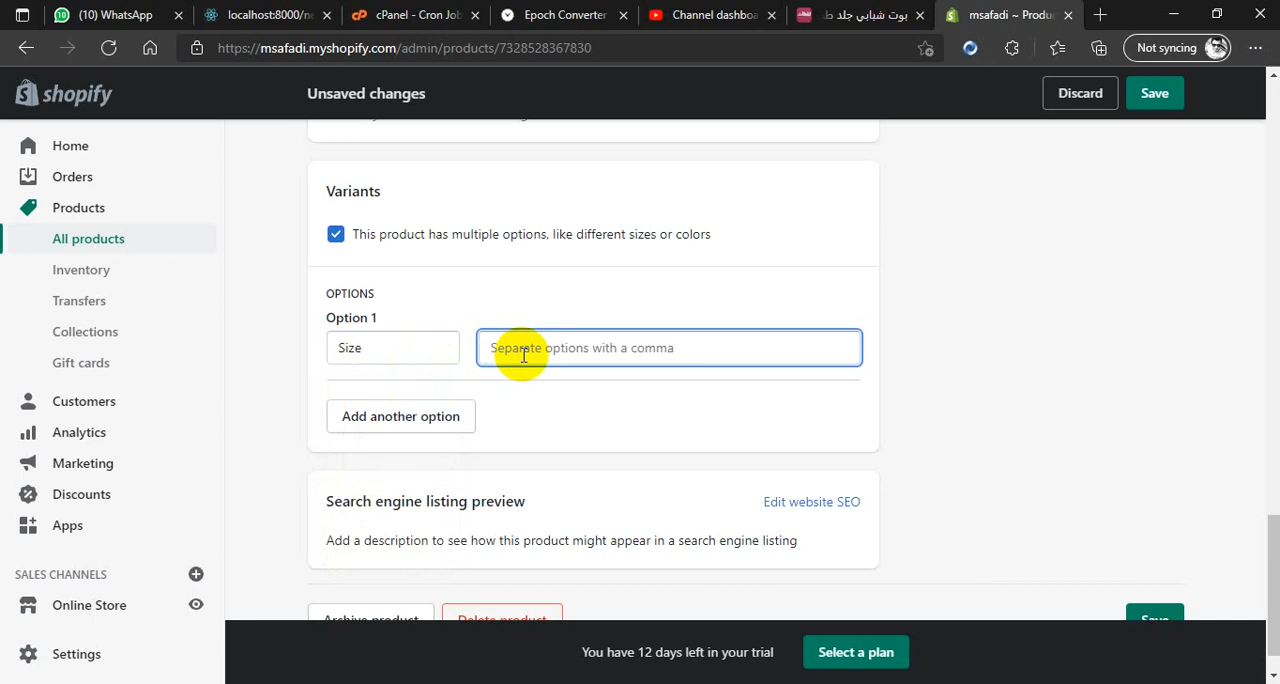 (10) WhatsApp
localhost:8000/ne
cPanel - Cron Job
Epoch Converter
Channel dashboa
بوت شبابي جلد ط
msafadi ~ Produ
https://msafadi.myshopify.com/admin/products/7328528367830
Not syncing
shopify
Unsaved changes
Discard
Save
Home
Orders
Products
All products
Inventory
Transfers
Collections
Gift cards
Customers
Analytics
Marketing
Discounts
Apps
SALES CHANNELS
Online Store
Settings
Variants
This product has multiple options, like different sizes or colors
OPTIONS
Option 1
Size
Separate options with a comma
Add another option
Search engine listing preview
Edit website SEO
Add a description to see how this product might appear in a search engine listing
Archive product
Delete product
Save
You have 12 days left in your trial
Select a plan